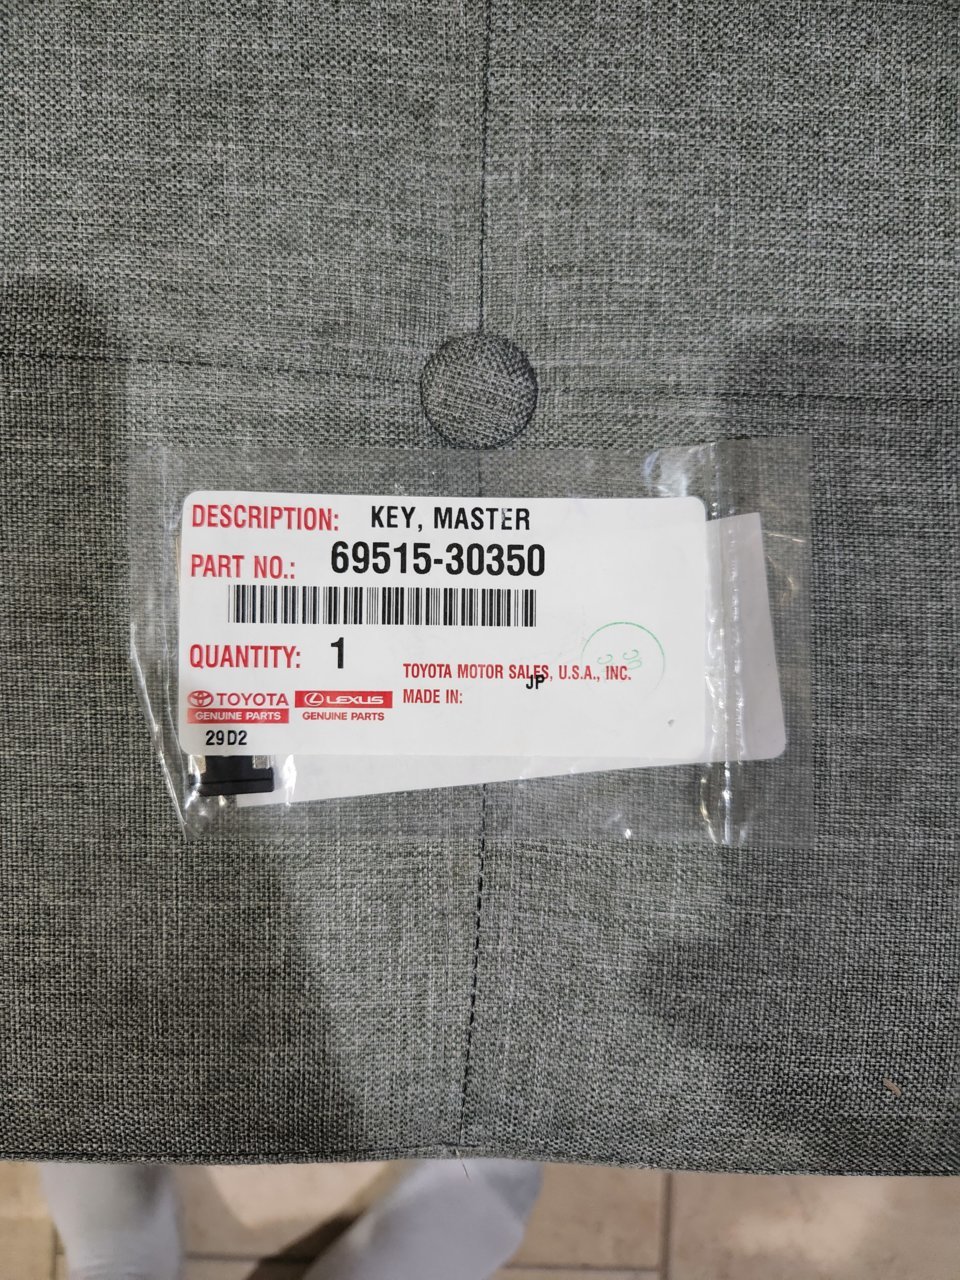 DESCRIPTION: KEY, MASTER
PART NO.: 69515-30350
QUANTITY: 1
TOYOTA MOTOR SALES, U.S.A., INC.
MADE IN: JP
TOYOTA
GENUINE PARTS
LEXUS
GENUINE PARTS
29D2